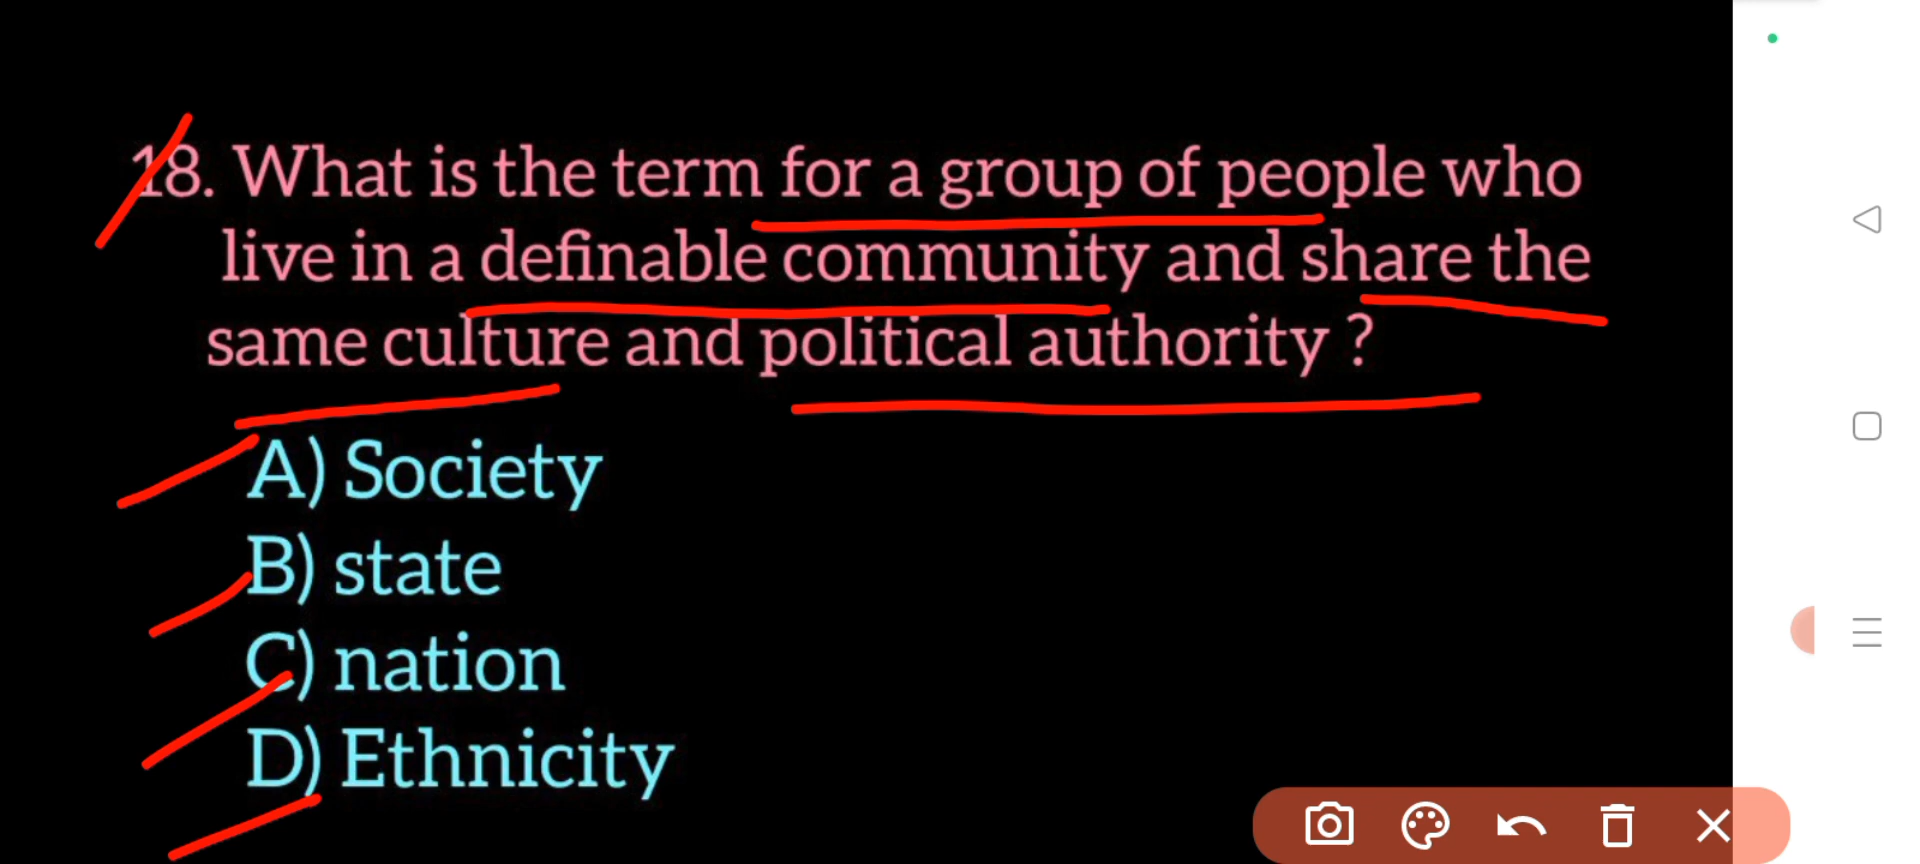 18. What is the term for a group of people who
live in a definable community and share the
same culture and political authority ?
A) Society
B) state
C) nation
D) Ethnicity